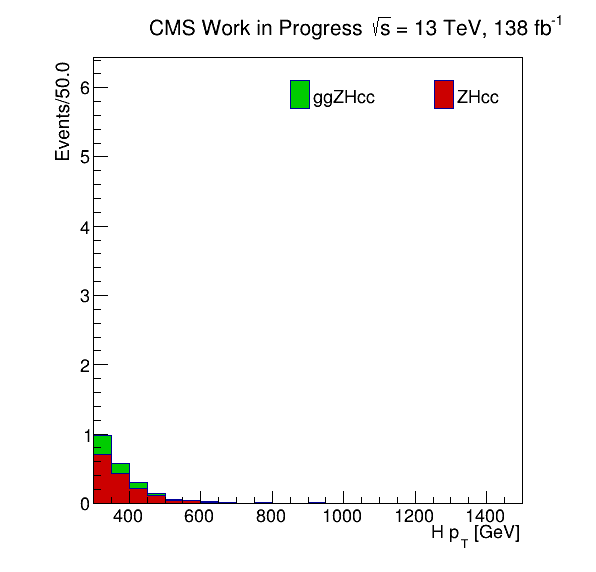 CMS Work in Progress √s = 13 TeV, 138 fb⁻¹
Events/50.0
ggZHcc ZHcc
6
5
4
3
2
1
0
400 600 800 1000 1200 1400
H p_T [GeV]